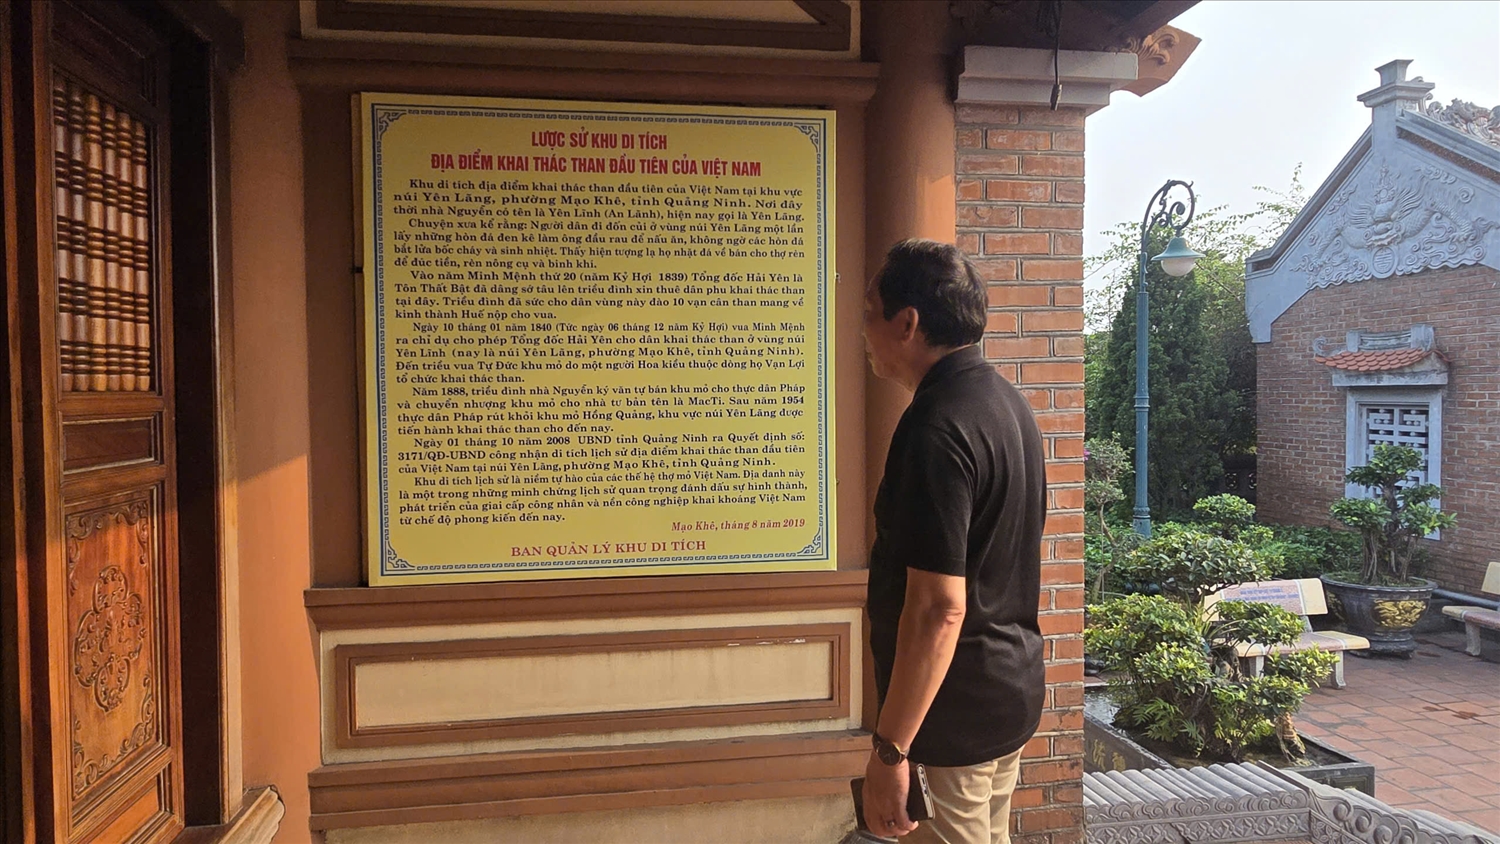 LƯỢC SỬ KHU DI TÍCH
ĐỊA ĐIỂM KHAI THÁC THAN ĐẦU TIÊN CỦA VIỆT NAM
Khu di tích địa điểm khai thác than đầu tiên của Việt Nam tại khu vực
núi Yên Lãng, phường Mạo Khê, tỉnh Quảng Ninh. Nơi đây
thời nhà Nguyễn có tên là Yên Lĩnh (An Lãnh), hiện nay gọi là Yên Lãng.
Chuyện xưa kể rằng: Người dân đi đốn củi ở vùng núi Yên Lãng một lần
lấy những hòn đá đen kê làm ông đầu rau để nấu ăn, không ngờ các hòn đá
bắt lửa bốc cháy và sinh nhiệt. Thấy hiện tượng lạ họ nhặt đá về bán cho thợ rèn
để đúc tiền, rèn nông cụ và binh khí.
Vào năm Minh Mệnh thứ 20 (năm Kỷ Hợi 1839) Tổng đốc Hải Yên là
Tôn Thất Bật đã dâng sớ tâu lên triều đình xin thuê dân phu khai thác than
tại đây. Triều đình đã sức cho dân vùng này đào 10 vạn cân than mang về
kinh thành Huế nộp cho vua.
Ngày 10 tháng 01 năm 1840 (Tức ngày 06 tháng 12 năm Kỷ Hợi) vua Minh Mệnh
ra chỉ dụ cho phép Tổng đốc Hải Yên cho dân khai thác than ở vùng núi
Yên Lĩnh (nay là núi Yên Lãng, phường Mạo Khê, tỉnh Quảng Ninh).
Đến triều vua Tự Đức khu mỏ do một người Hoa kiều thuộc dòng họ Vạn Lợi
tổ chức khai thác than.
Năm 1888, triều đình nhà Nguyễn ký văn tự bán khu mỏ cho thực dân Pháp
và chuyển nhượng khu mỏ cho nhà tư bản tên là MacTi. Sau năm 1954
thực dân Pháp rút khỏi khu mỏ Hồng Quảng, khu vực núi Yên Lãng được
tiến hành khai thác than cho đến nay.
Ngày 01 tháng 10 năm 2008 UBND tỉnh Quảng Ninh ra Quyết định số:
3171/QĐ-UBND công nhận di tích lịch sử địa điểm khai thác than đầu tiên
của Việt Nam tại núi Yên Lãng, phường Mạo Khê, tỉnh Quảng Ninh.
Khu di tích lịch sử là niềm tự hào của các thế hệ thợ mỏ Việt Nam. Địa danh này
là một trong những minh chứng lịch sử quan trọng đánh dấu sự hình thành,
phát triển của giai cấp công nhân và nền công nghiệp khai khoáng Việt Nam
từ chế độ phong kiến đến nay.
Mạo Khê, tháng 8 năm 2019
BAN QUẢN LÝ KHU DI TÍCH